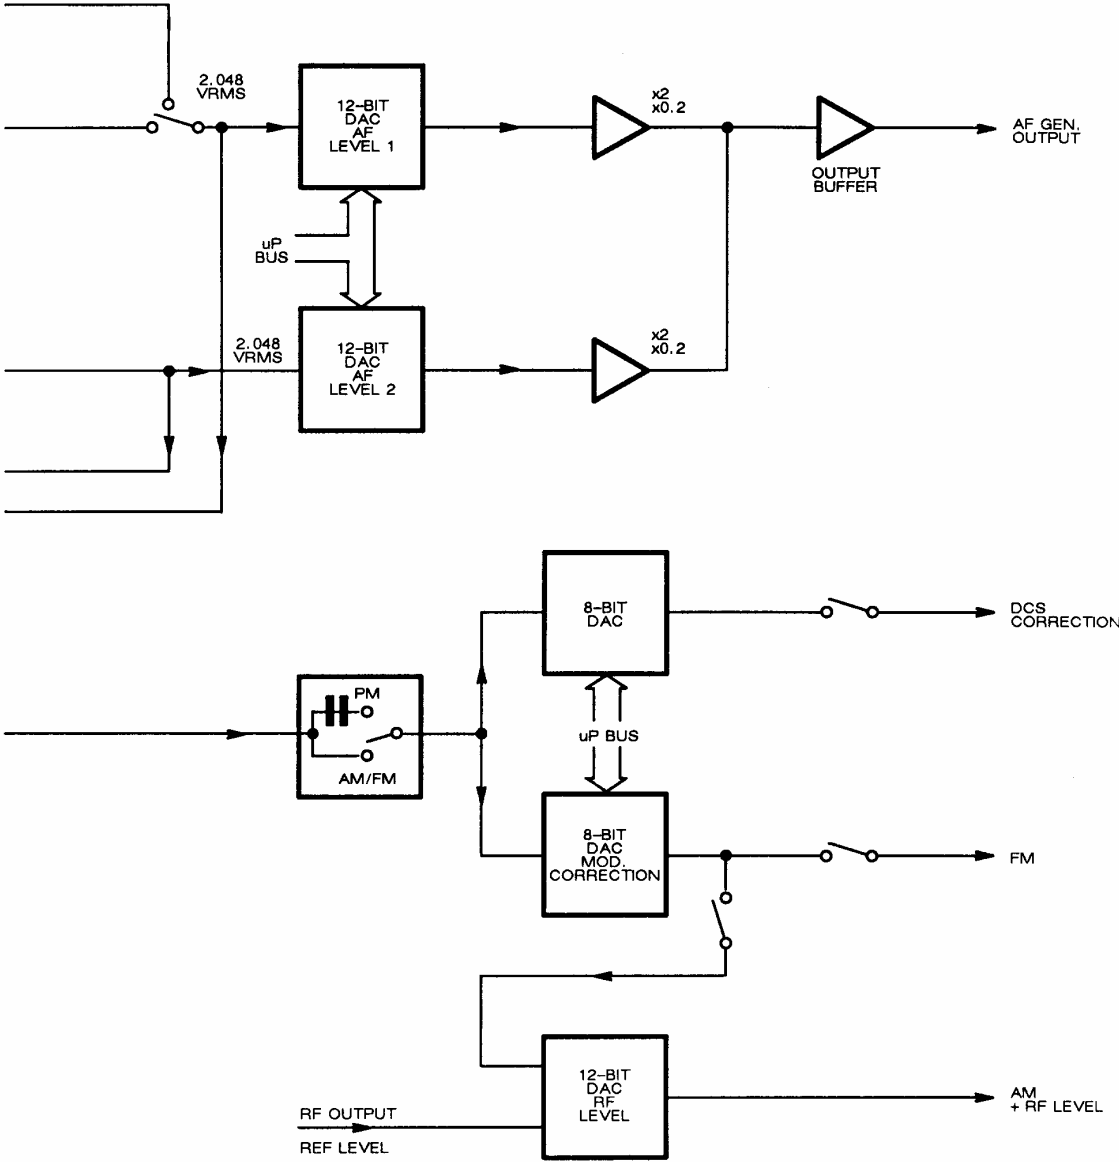 2.048
VRMS
12-BIT
DAC
AF
LEVEL 1
x2
x0.2
OUTPUT
BUFFER
AF GEN.
OUTPUT
uP
BUS
2.048
VRMS
12-BIT
DAC
AF
LEVEL 2
x2
x0.2
8-BIT
DAC
DCS
CORRECTION
PM
AM/FM
uP BUS
8-BIT
DAC
MOD.
CORRECTION
FM
12-BIT
DAC
RF
LEVEL
AM
+ RF LEVEL
RF OUTPUT
REF LEVEL